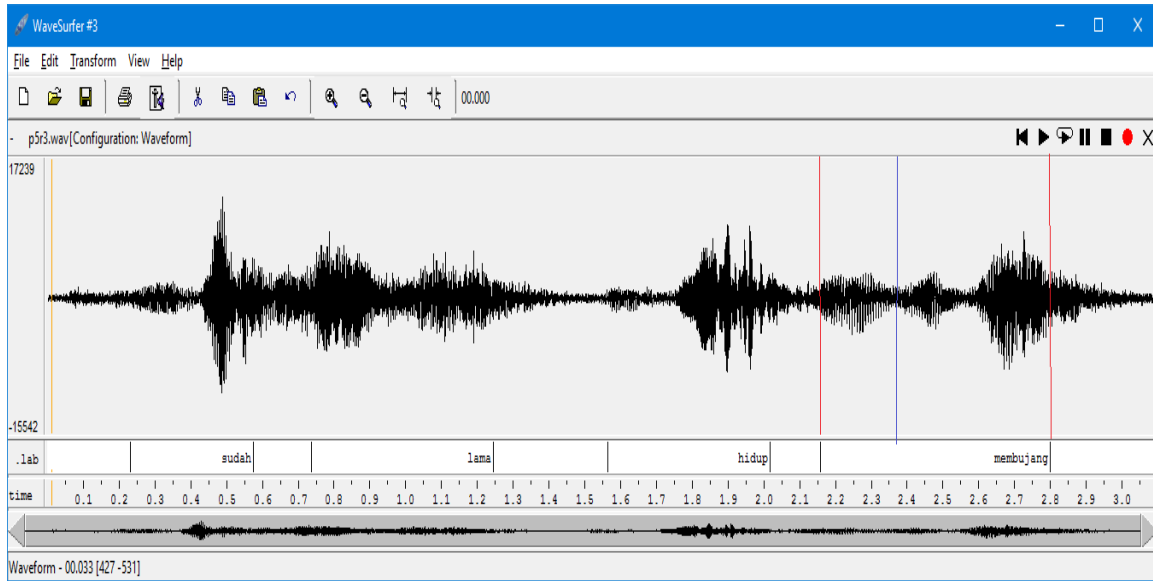 WaveSurfer #3
File Edit Transform View Help
00.000
- p5r3.wav[Configuration: Waveform]
17239
-15542
.lab sudah lama hidup membujang
time 0.1 0.2 0.3 0.4 0.5 0.6 0.7 0.8 0.9 1.0 1.1 1.2 1.3 1.4 1.5 1.6 1.7 1.8 1.9 2.0 2.1 2.2 2.3 2.4 2.5 2.6 2.7 2.8 2.9 3.0
Waveform - 00.033 [427 -531]